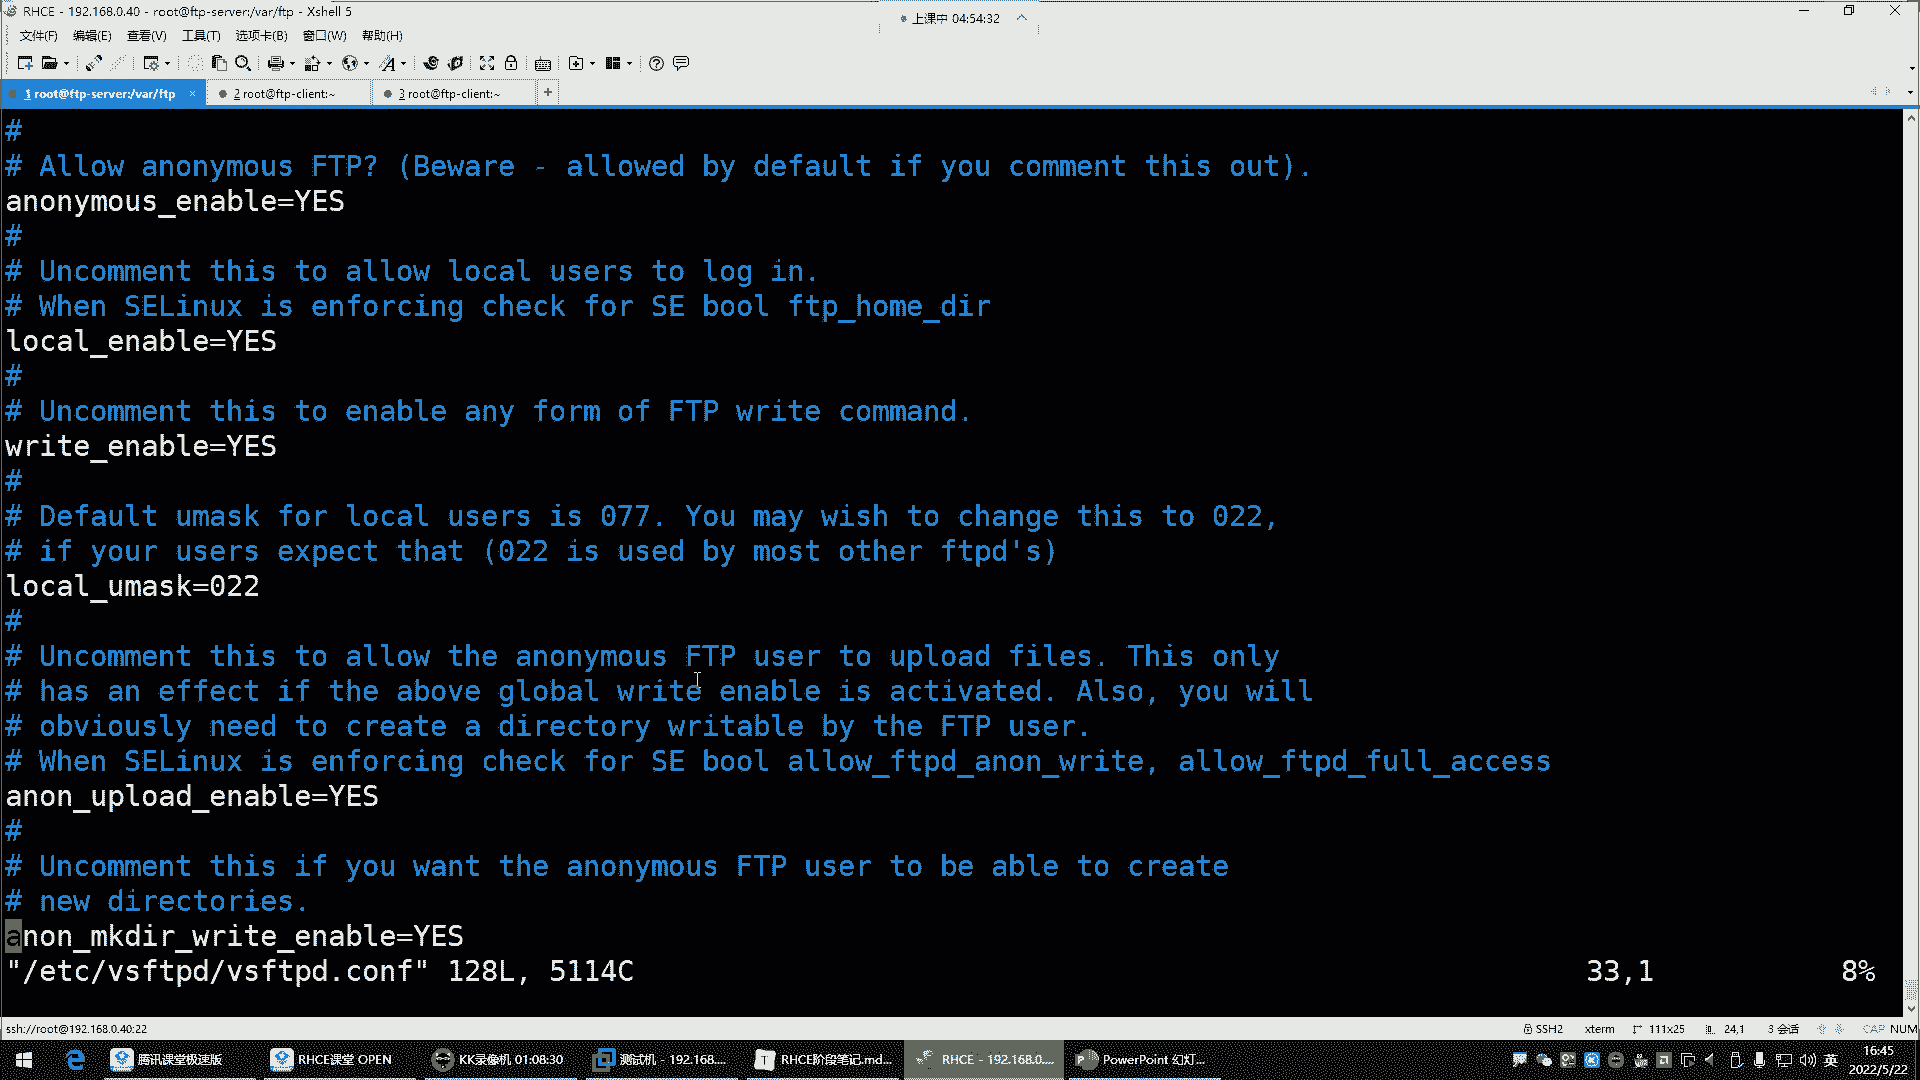 RHCE - 192.168.0.40 - root@ftp-server:/var/ftp - Xshell 5
上课中 04:54:32
文件(F) 编辑(E) 查看(V) 工具(T) 选项卡(B) 窗口(W) 帮助(H)
1 root@ftp-server:/var/ftp × 2 root@ftp-client:~ 3 root@ftp-client:~ +
#
# Allow anonymous FTP? (Beware - allowed by default if you comment this out).
anonymous_enable=YES
#
# Uncomment this to allow local users to log in.
# When SELinux is enforcing check for SE bool ftp_home_dir
local_enable=YES
#
# Uncomment this to enable any form of FTP write command.
write_enable=YES
#
# Default umask for local users is 077. You may wish to change this to 022,
# if your users expect that (022 is used by most other ftpd's)
local_umask=022
#
# Uncomment this to allow the anonymous FTP user to upload files. This only
# has an effect if the above global write enable is activated. Also, you will
# obviously need to create a directory writable by the FTP user.
# When SELinux is enforcing check for SE bool allow_ftpd_anon_write, allow_ftpd_full_access
anon_upload_enable=YES
#
# Uncomment this if you want the anonymous FTP user to be able to create
# new directories.
anon_mkdir_write_enable=YES
"/etc/vsftpd/vsftpd.conf" 128L, 5114C 33,1 8%
ssh://root@192.168.0.40:22 SSH2 xterm 111x25 24,1 3 会话 CAP NUM
腾讯课堂极速版 RHCE课堂 OPEN KK录像机 01:08:30 测试机 - 192.168.... RHCE阶段笔记.md... RHCE - 192.168.0.... PowerPoint 幻灯... 英 16:45
2022/5/22